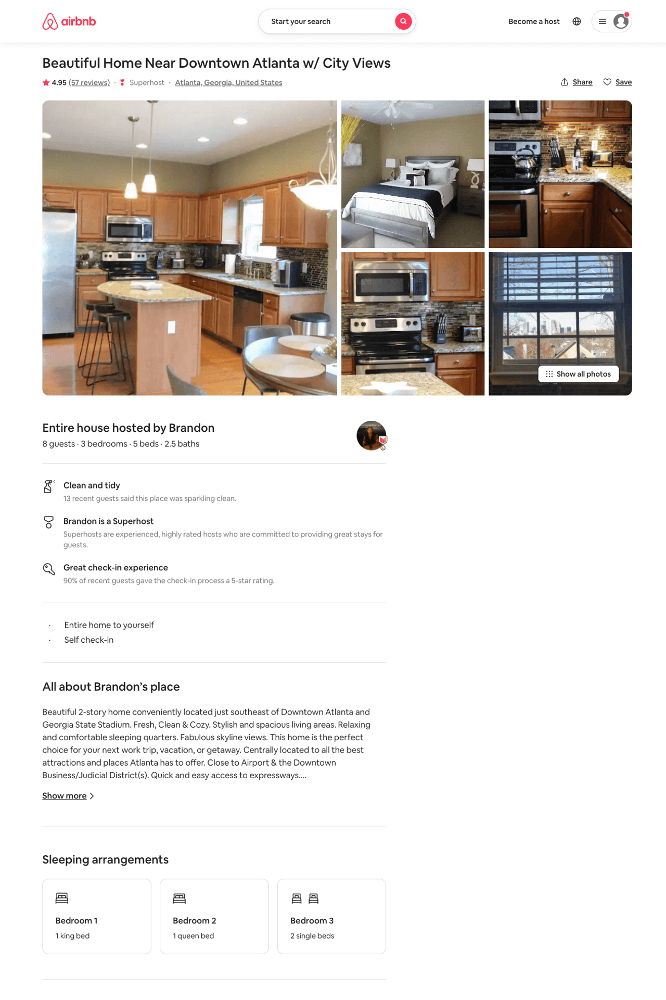 airbnb
Start your search
Become a host
Beautiful Home Near Downtown Atlanta w/ City Views
4.95 (57 reviews) · Superhost · Atlanta, Georgia, United States
Share
Save
Show all photos
Entire house hosted by Brandon
8 guests · 3 bedrooms · 5 beds · 2.5 baths
Clean and tidy
13 recent guests said this place was sparkling clean.
Brandon is a Superhost
Superhosts are experienced, highly rated hosts who are committed to providing great stays for
guests.
Great check-in experience
90% of recent guests gave the check-in process a 5-star rating.
· Entire home to yourself
· Self check-in
All about Brandon’s place
Beautiful 2-story home conveniently located just southeast of Downtown Atlanta and
Georgia State Stadium. Fresh, Clean & Cozy. Stylish and spacious living areas. Relaxing
and comfortable sleeping quarters. Fabulous skyline views. This home is the perfect
choice for your next work trip, vacation, or getaway. Centrally located to all the best
attractions and places Atlanta has to offer. Close to Airport & the Downtown
Business/Judicial District(s). Quick and easy access to expressways....
Show more
Sleeping arrangements
Bedroom 1
1 king bed
Bedroom 2
1 queen bed
Bedroom 3
2 single beds